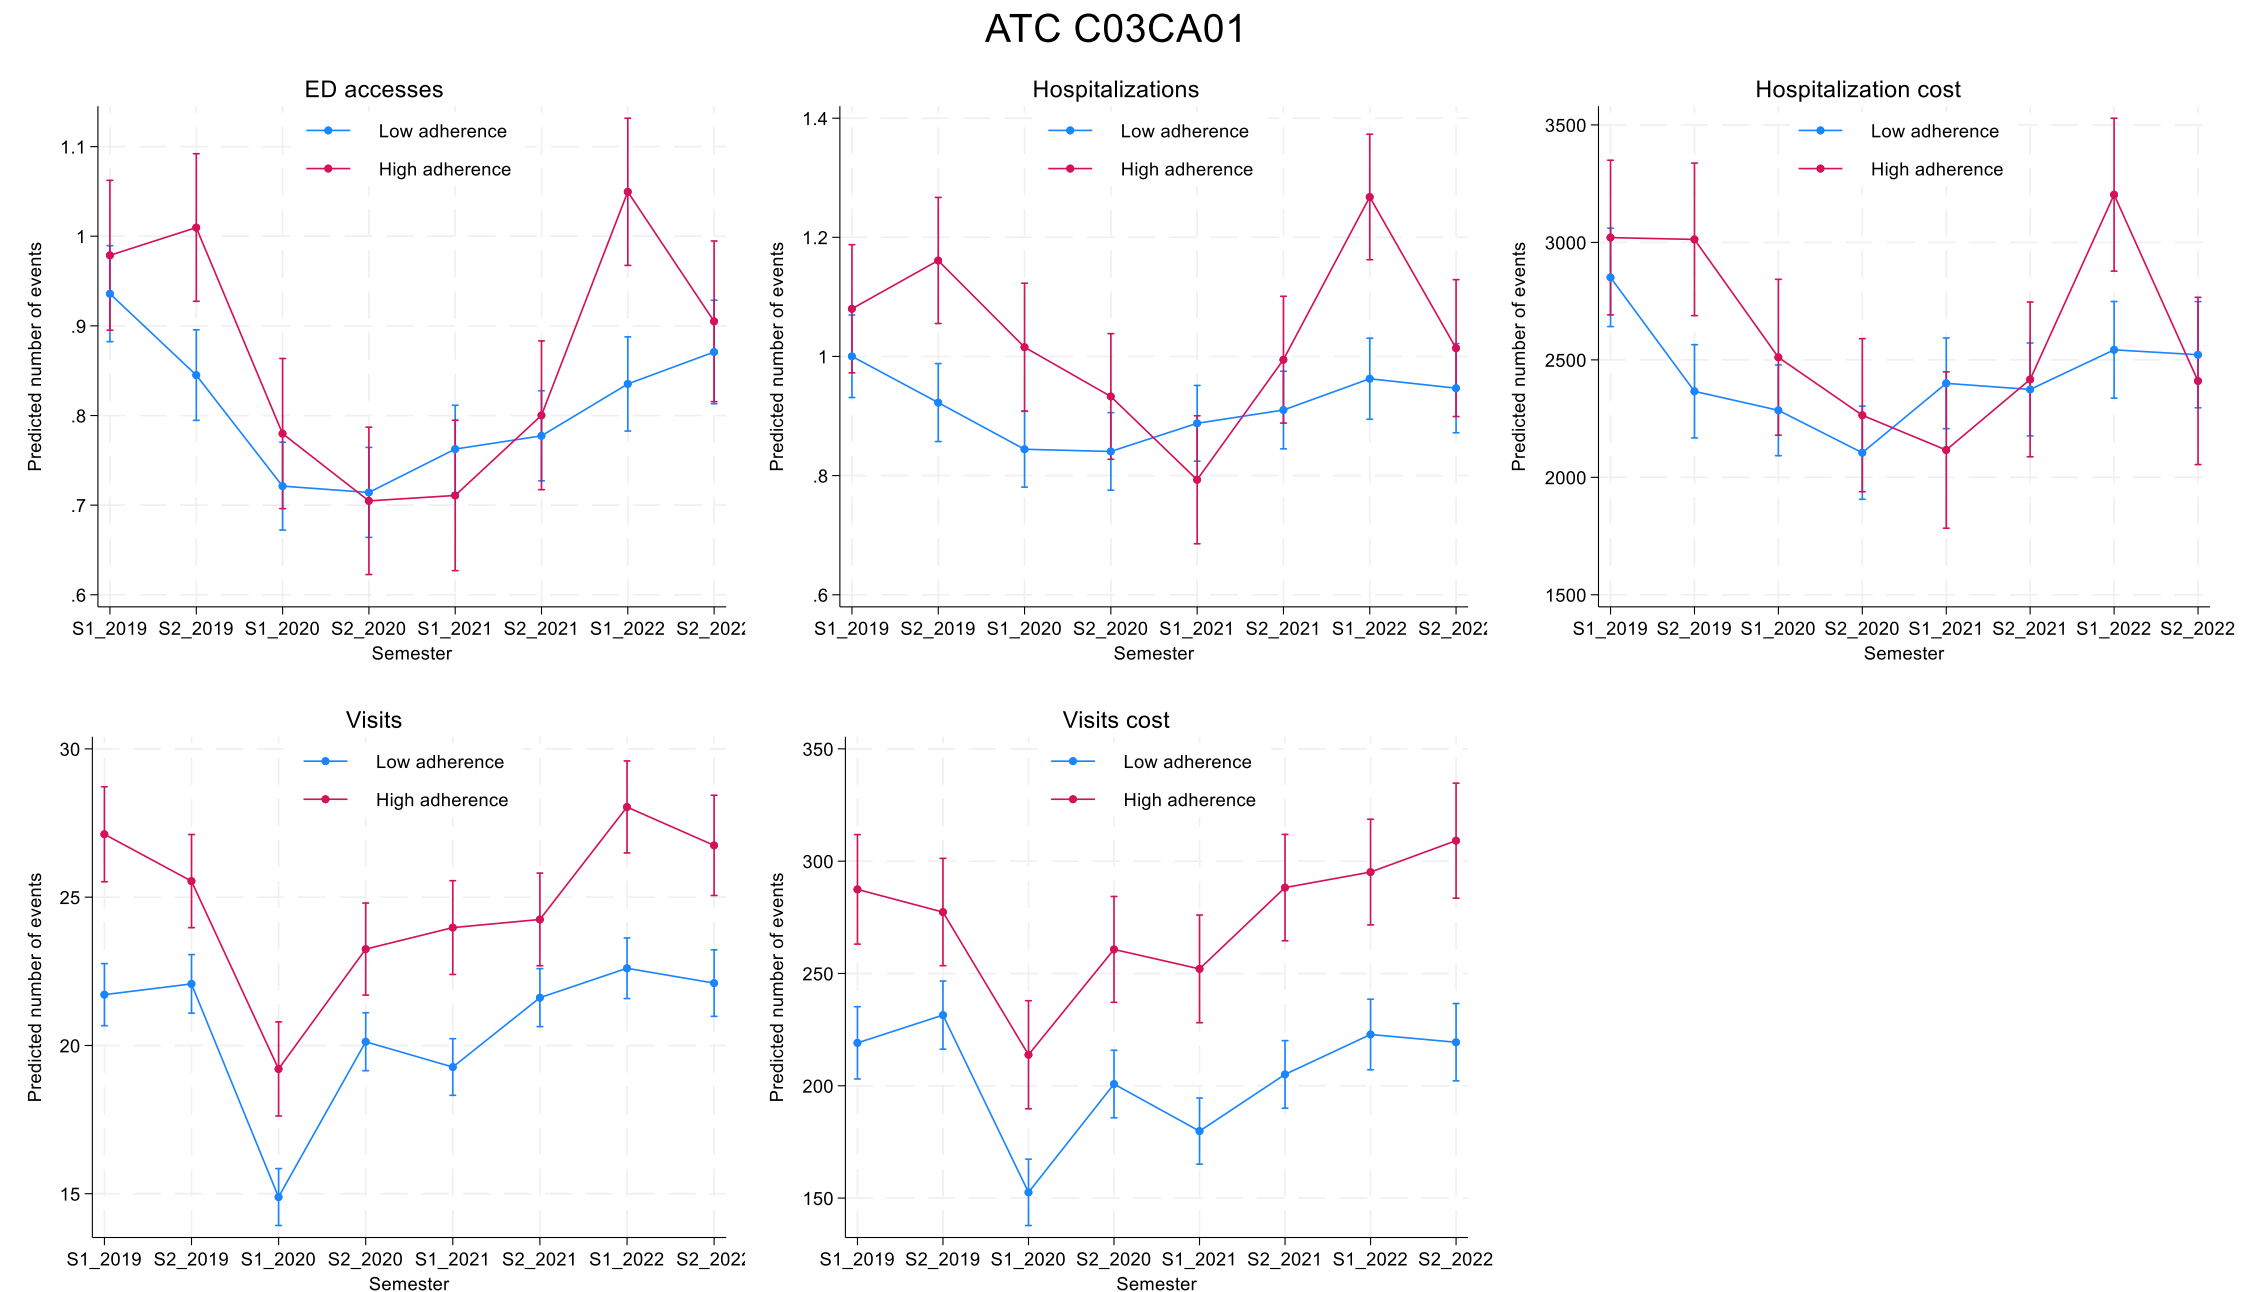 ATC C03CA01
ED accesses
Low adherence
High adherence
Predicted number of events
1.1
1
.9
.8
.7
.6
S1_2019 S2_2019 S1_2020 S2_2020 S1_2021 S2_2021 S1_2022 S2_2022
Semester
Hospitalizations
Low adherence
High adherence
Predicted number of events
1.4
1.2
1
.8
.6
S1_2019 S2_2019 S1_2020 S2_2020 S1_2021 S2_2021 S1_2022 S2_2022
Semester
Hospitalization cost
Low adherence
High adherence
Predicted number of events
3500
3000
2500
2000
1500
S1_2019 S2_2019 S1_2020 S2_2020 S1_2021 S2_2021 S1_2022 S2_2022
Semester
Visits
Low adherence
High adherence
Predicted number of events
30
25
20
15
S1_2019 S2_2019 S1_2020 S2_2020 S1_2021 S2_2021 S1_2022 S2_2022
Semester
Visits cost
Low adherence
High adherence
Predicted number of events
350
300
250
200
150
S1_2019 S2_2019 S1_2020 S2_2020 S1_2021 S2_2021 S1_2022 S2_2022
Semester